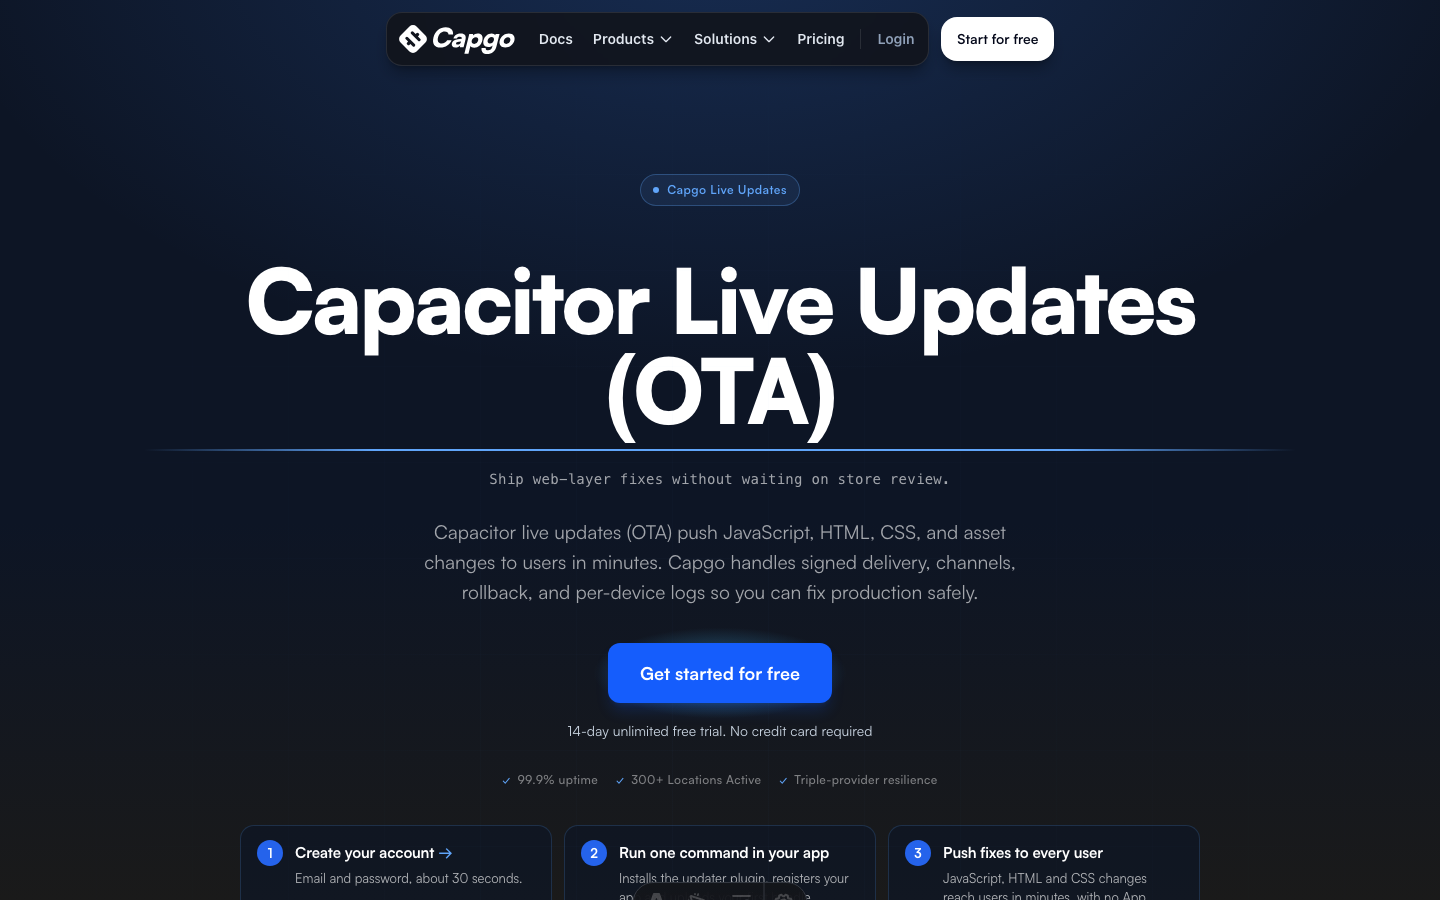 Capgo
Docs
Products
Solutions
Pricing
Login
Start for free
Capgo Live Updates
Capacitor Live Updates
(OTA)
Ship web-layer fixes without waiting on store review.
Capacitor live updates (OTA) push JavaScript, HTML, CSS, and asset
changes to users in minutes. Capgo handles signed delivery, channels,
rollback, and per-device logs so you can fix production safely.
Get started for free
14-day unlimited free trial. No credit card required
✓ 99.9% uptime
✓ 300+ Locations Active
✓ Triple-provider resilience
1
Create your account →
Email and password, about 30 seconds.
2
Run one command in your app
Installs the updater plugin, registers your
3
Push fixes to every user
JavaScript, HTML and CSS changes
reach users in minutes, with no App